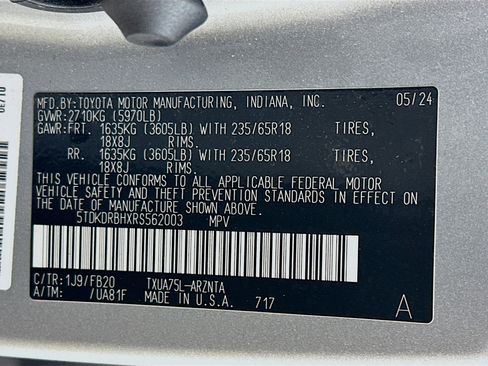 MFD.BY:TOYOTA MOTOR MANUFACTURING, INDIANA, INC. 05/24
GVWR:2710KG (5970LB)
GAWR:FRT. 1635KG (3605LB) WITH 235/65R18 TIRES,
18X8J RIMS.
RR. 1635KG (3605LB) WITH 235/65R18 TIRES,
18X8J RIMS.
THIS VEHICLE CONFORMS TO ALL APPLICABLE FEDERAL MOTOR
VEHICLE SAFETY AND THEFT PREVENTION STANDARDS IN EFFECT ON
THE DATE OF MANUFACTURE SHOWN ABOVE.
5TDKDRBHXRS562003 MPV
C/TR:1J9/FB20 TXUA75L-ARZNTA
A/TM: /UA81F MADE IN U.S.A. 717 A